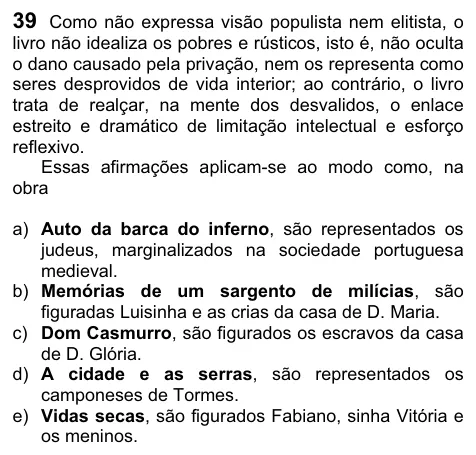 39 Como não expressa visão populista nem elitista, o
livro não idealiza os pobres e rústicos, isto é, não oculta
o dano causado pela privação, nem os representa como
seres desprovidos de vida interior; ao contrário, o livro
trata de realçar, na mente dos desvalidos, o enlace
estreito e dramático de limitação intelectual e esforço
reflexivo.
Essas afirmações aplicam-se ao modo como, na
obra
a) Auto da barca do inferno, são representados os
judeus, marginalizados na sociedade portuguesa
medieval.
b) Memórias de um sargento de milícias, são
figuradas Luisinha e as crias da casa de D. Maria.
c) Dom Casmurro, são figurados os escravos da casa
de D. Glória.
d) A cidade e as serras, são representados os
camponeses de Tormes.
e) Vidas secas, são figurados Fabiano, sinha Vitória e
os meninos.